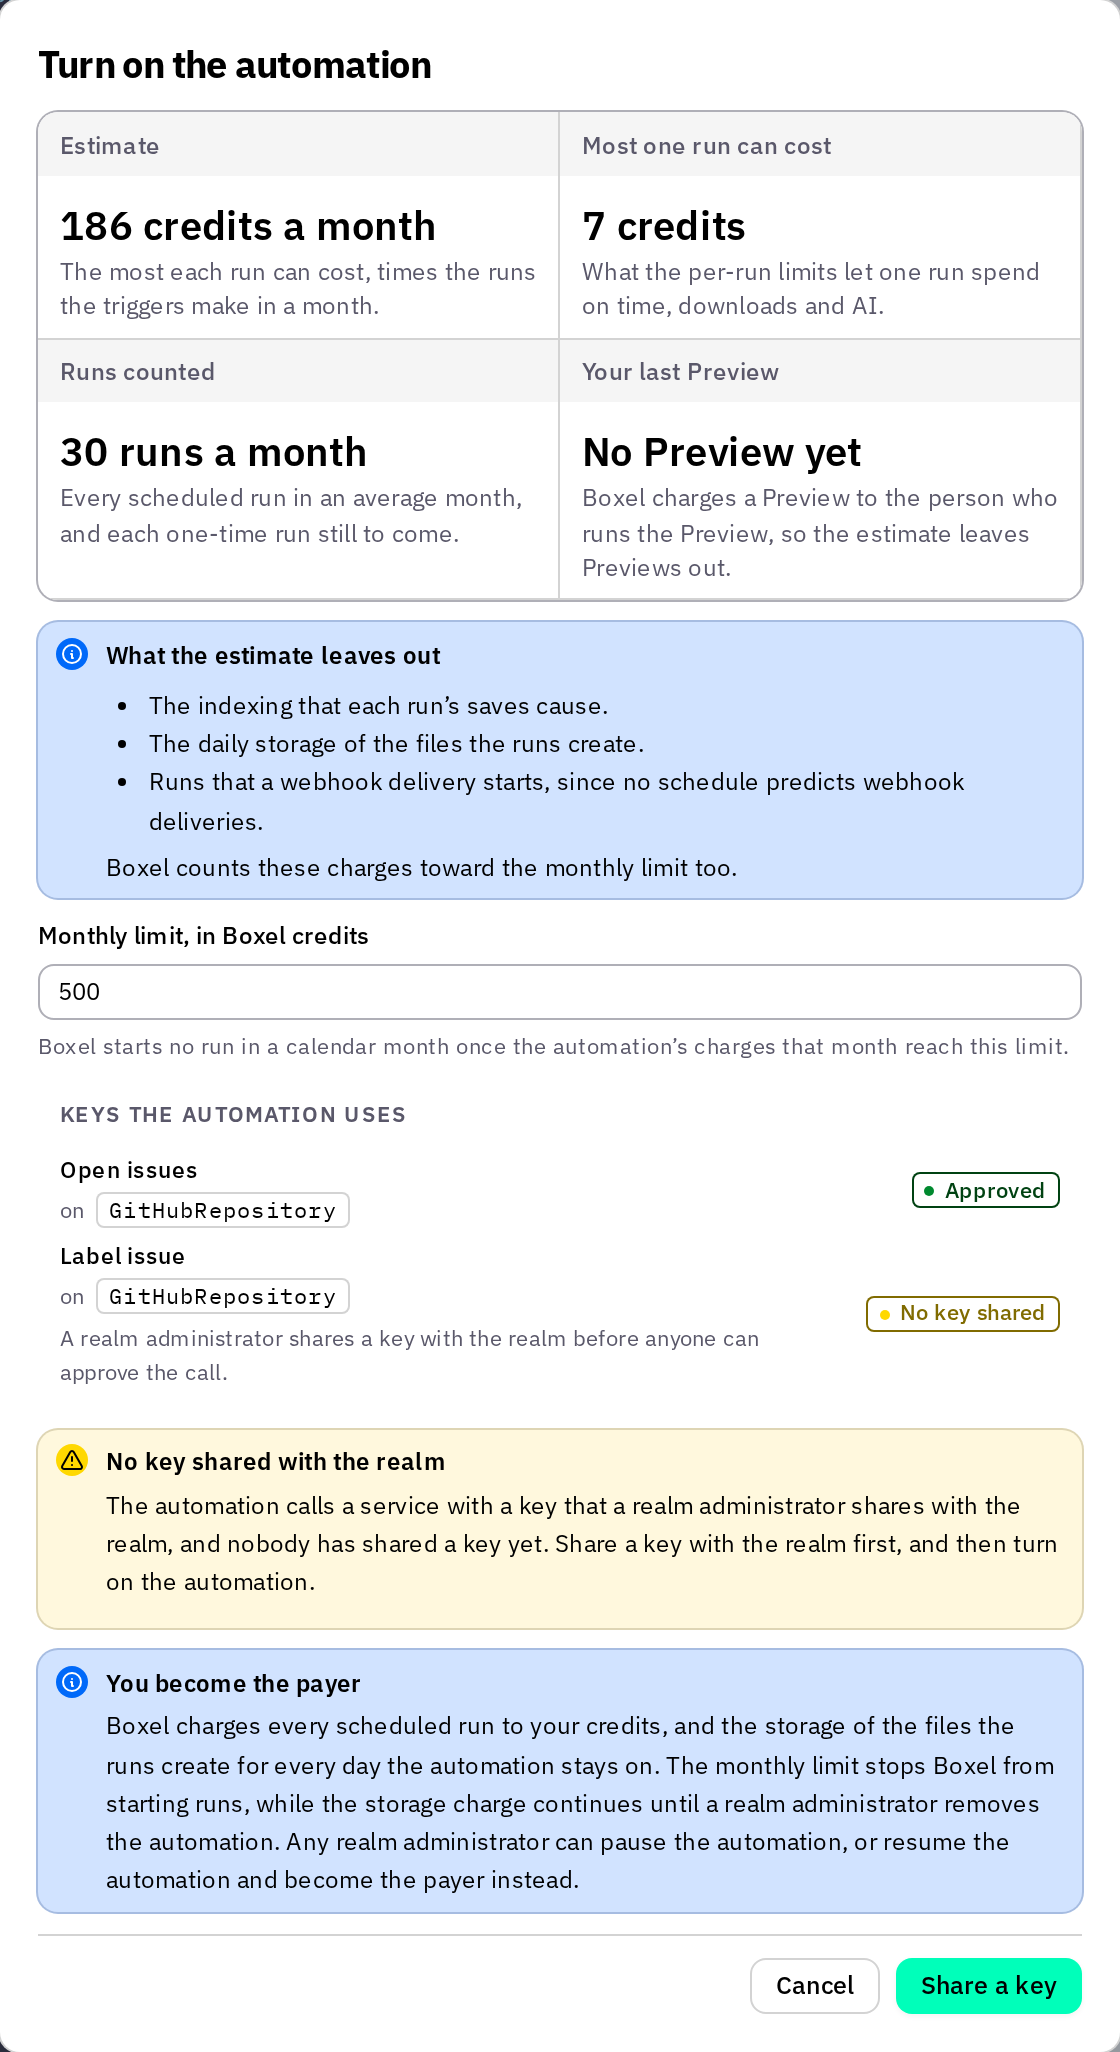 Turn on the automation
Estimate
186 credits a month
The most each run can cost, times the runs
the triggers make in a month.
Most one run can cost
7 credits
What the per-run limits let one run spend
on time, downloads and AI.
Runs counted
30 runs a month
Every scheduled run in an average month,
and each one-time run still to come.
Your last Preview
No Preview yet
Boxel charges a Preview to the person who
runs the Preview, so the estimate leaves
Previews out.
What the estimate leaves out
• The indexing that each run’s saves cause.
• The daily storage of the files the runs create.
• Runs that a webhook delivery starts, since no schedule predicts webhook
deliveries.
Boxel counts these charges toward the monthly limit too.
Monthly limit, in Boxel credits
500
Boxel starts no run in a calendar month once the automation’s charges that month reach this limit.
KEYS THE AUTOMATION USES
Open issues
on GitHubRepository
Approved
Label issue
on GitHubRepository
A realm administrator shares a key with the realm before anyone can
approve the call.
No key shared
No key shared with the realm
The automation calls a service with a key that a realm administrator shares with the
realm, and nobody has shared a key yet. Share a key with the realm first, and then turn
on the automation.
You become the payer
Boxel charges every scheduled run to your credits, and the storage of the files the
runs create for every day the automation stays on. The monthly limit stops Boxel from
starting runs, while the storage charge continues until a realm administrator removes
the automation. Any realm administrator can pause the automation, or resume the
automation and become the payer instead.
Cancel
Share a key